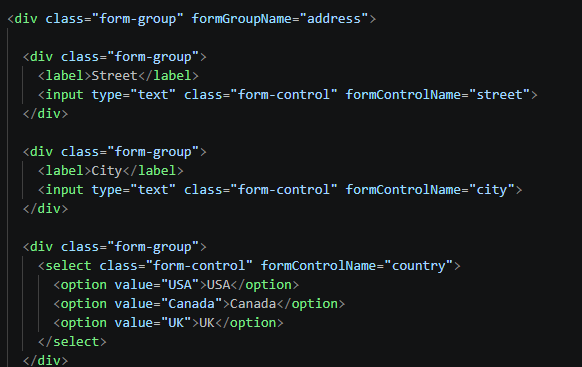 <div class="form-group" formGroupName="address">
<div class="form-group">
<label>Street</label>
<input type="text" class="form-control" formControlName="street">
</div>
<div class="form-group">
<label>City</label>
<input type="text" class="form-control" formControlName="city">
</div>
<div class="form-group">
<select class="form-control" formControlName="country">
<option value="USA">USA</option>
<option value="Canada">Canada</option>
<option value="UK">UK</option>
</select>
</div>